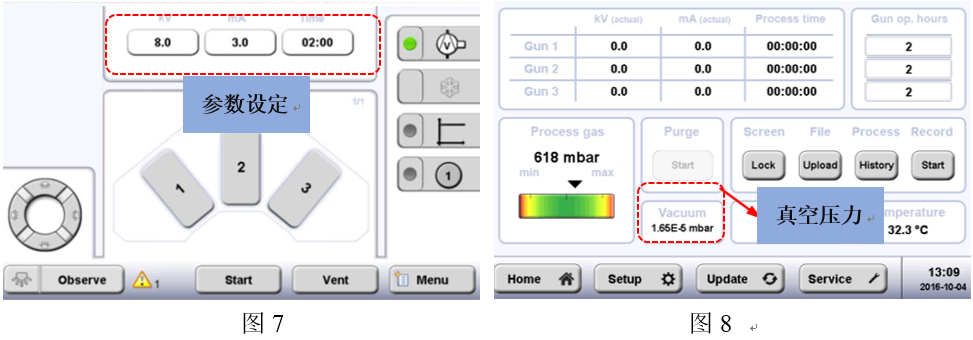 kV mA Time
8.0 3.0 02:00
参数设定
1/1
1 2 3
1
Observe 1 Start Vent Menu
图 7
kV (actual) mA (actual) Process time Gun op. hours
Gun 1 0.0 0.0 00:00:00 2
Gun 2 0.0 0.0 00:00:00 2
Gun 3 0.0 0.0 00:00:00 2
Process gas Purge Screen File Process Record
618 mbar
min max
Start Lock Upload History Start
Vacuum
1.65E-5 mbar
真空压力
32.3 °C
Home Setup Update Service
13:09
2016-10-04
图 8